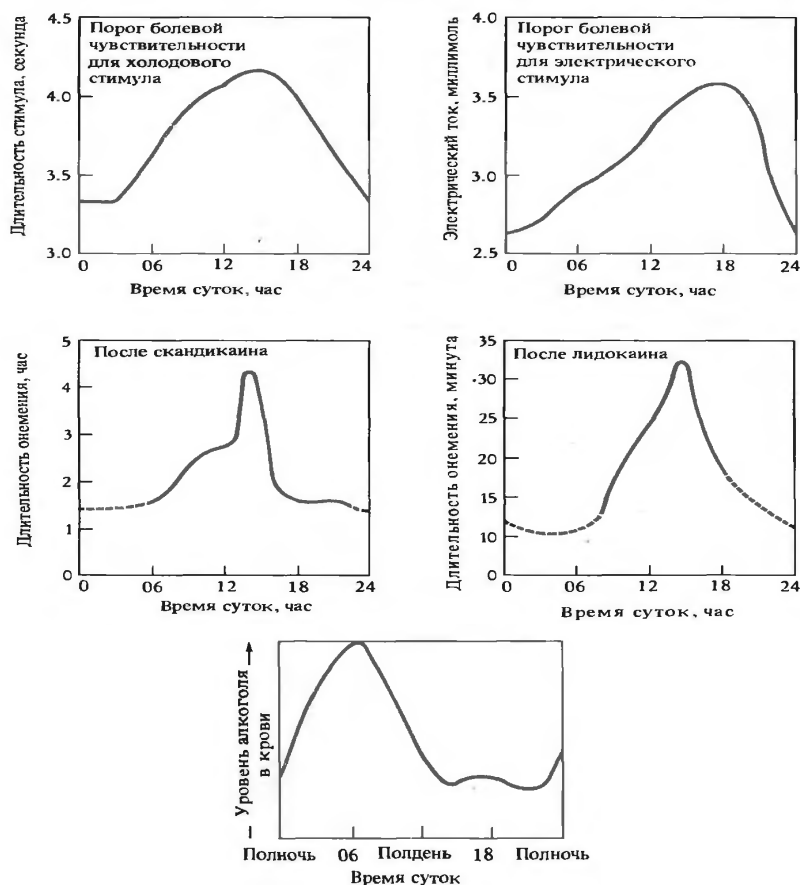 Порог болевой
чувствительности
для холодового
стимула
Длительность стимула, секунда
4.5
4.0
3.5
3.0
0 06 12 18 24
Время суток, час
Порог болевой
чувствительности
для электрического
стимула
Электрический ток, миллимоль
4.0
3.5
3.0
2.5
0 06 12 18 24
Время суток, час
После скандикаина
Длительность онемения, час
5
4
3
2
1
0
06 12 18 24
Время суток, час
После лидокаина
Длительность онемения, минута
35
30
25
20
15
10
0
0 06 12 18 24
Время суток, час
Уровень алкоголя
в крови
Полночь 06 Полдень 18 Полночь
Время суток